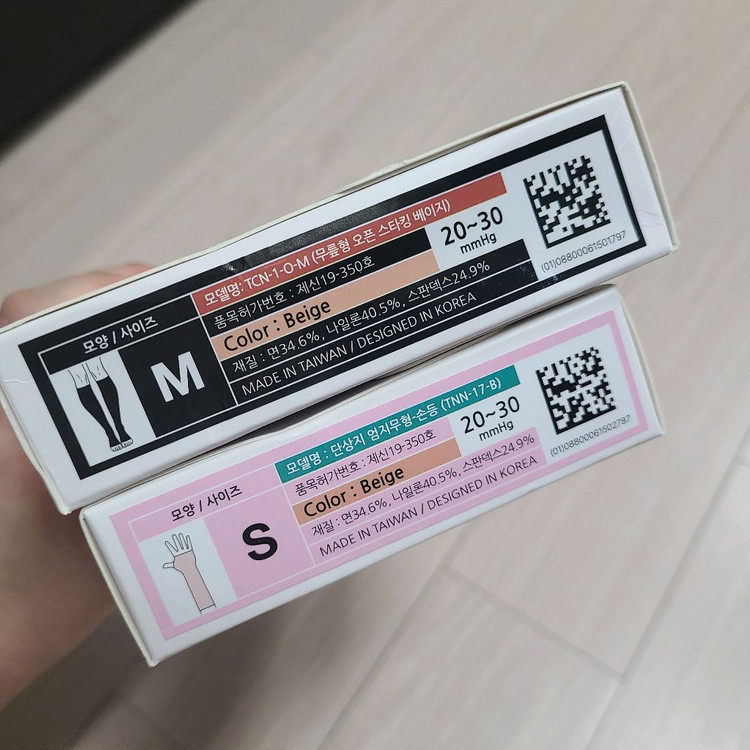 모양 / 사이즈
M
모델명: TCN-1-O-M (무릎형 오픈 스타킹 베이지)
품목허가번호 : 제신19-350호
Color : Beige
20~30
mmHg
재질 : 면34.6%, 나일론40.5%, 스판덱스24.9%
MADE IN TAIWAN / DESIGNED IN KOREA
(01)08800061501797
모양 / 사이즈
S
모델명 : 단상지 엄지무형-손등 (TNN-17-B)
품목허가번호 : 제신19-350호
Color : Beige
20~30
mmHg
재질 : 면34.6%, 나일론40.5%, 스판덱스24.9%
MADE IN TAIWAN / DESIGNED IN KOREA
(01)08800061502787